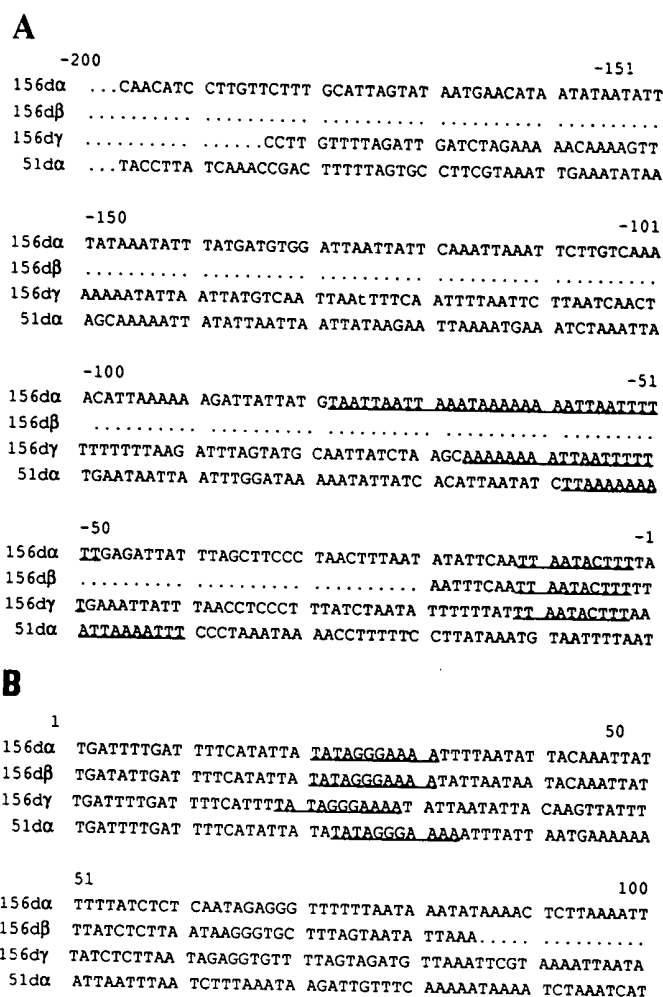 A
-200 -151
156dα ...CAACATC CTTGTTCTTT GCATTAGTAT AATGAACATA ATATAATATT
156dβ .......... .......... .......... .......... ..........
156dγ .......... ......CCTT GTTTTAGATT GATCTAGAAA AACAAAAGTT
51dα ...TACCTTA TCAAACCGAC TTTTTAGTGC CTTCGTAAAT TGAAATATAA
-150 -101
156dα TATAAATATT TATGATGTGG ATTAATTATT CAAATTAAAT TCTTGTCAAA
156dβ .......... .......... .......... .......... ..........
156dγ AAAAATATTA ATTATGTCAA TTAAtTTTCA ATTTTAATTC TTAATCAACT
51dα AGCAAAAATT ATATTAATTA ATTATAAGAA TTAAAATGAA ATCTAAATTA
-100 -51
156dα ACATTAAAAA AGATTATTAT GTAATTAATT AAATAAAAAA AATTAATTTT
156dβ .......... .......... .......... .......... ..........
156dγ TTTTTTTAAG ATTTAGTATG CAATTATCTA AGCAAAAAAA ATTAATTTTT
51dα TGAATAATTA ATTTGGATAA AAATATTATC ACATTAATAT CTTAAAAAAA
-50 -1
156dα TTGAGATTAT TTAGCTTCCC TAACTTTAAT ATATTCAATT AATACTTTTA
156dβ .......... .......... .......... AATTTCAATT AATACTTTTT
156dγ TGAAATTATT TAACCTCCCT TTATCTAATA TTTTTTTATT AATACTTTAA
51dα ATTAAAATTT CCCTAAATAA AACCTTTTTC CTTATAAATG TAATTTTAAT
B
1 50
156dα TGATTTTGAT TTTCATATTA TATAGGGAAA ATTTTAATAT TACAAATTAT
156dβ TGATATTGAT TTTCATATTA TATAGGGAAA ATATTAATAA TACAAATTAT
156dγ TGATTTTGAT TTTCATTTTA TAGGGAAAAT ATTAATATTA CAAGTTATTT
51dα TGATTTTGAT TTTCATATTA TATATAGGGA AAAATTTATT AATGAAAAAA
51 100
156dα TTTTATCTCT CAATAGAGGG TTTTTTAATA AATATAAAAC TCTTAAAATT
156dβ TTATCTCTTA ATAAGGGTGC TTTAGTAATA TTAAA..... ..........
156dγ TATCTCTTAA TAGAGGTGTT TTAGTAGATG TTAAATTCGT AAAATTAATA
51dα ATTAATTTAA TCTTTAAATA AGATTGTTTC AAAAATAAAA TCTAAATCAT